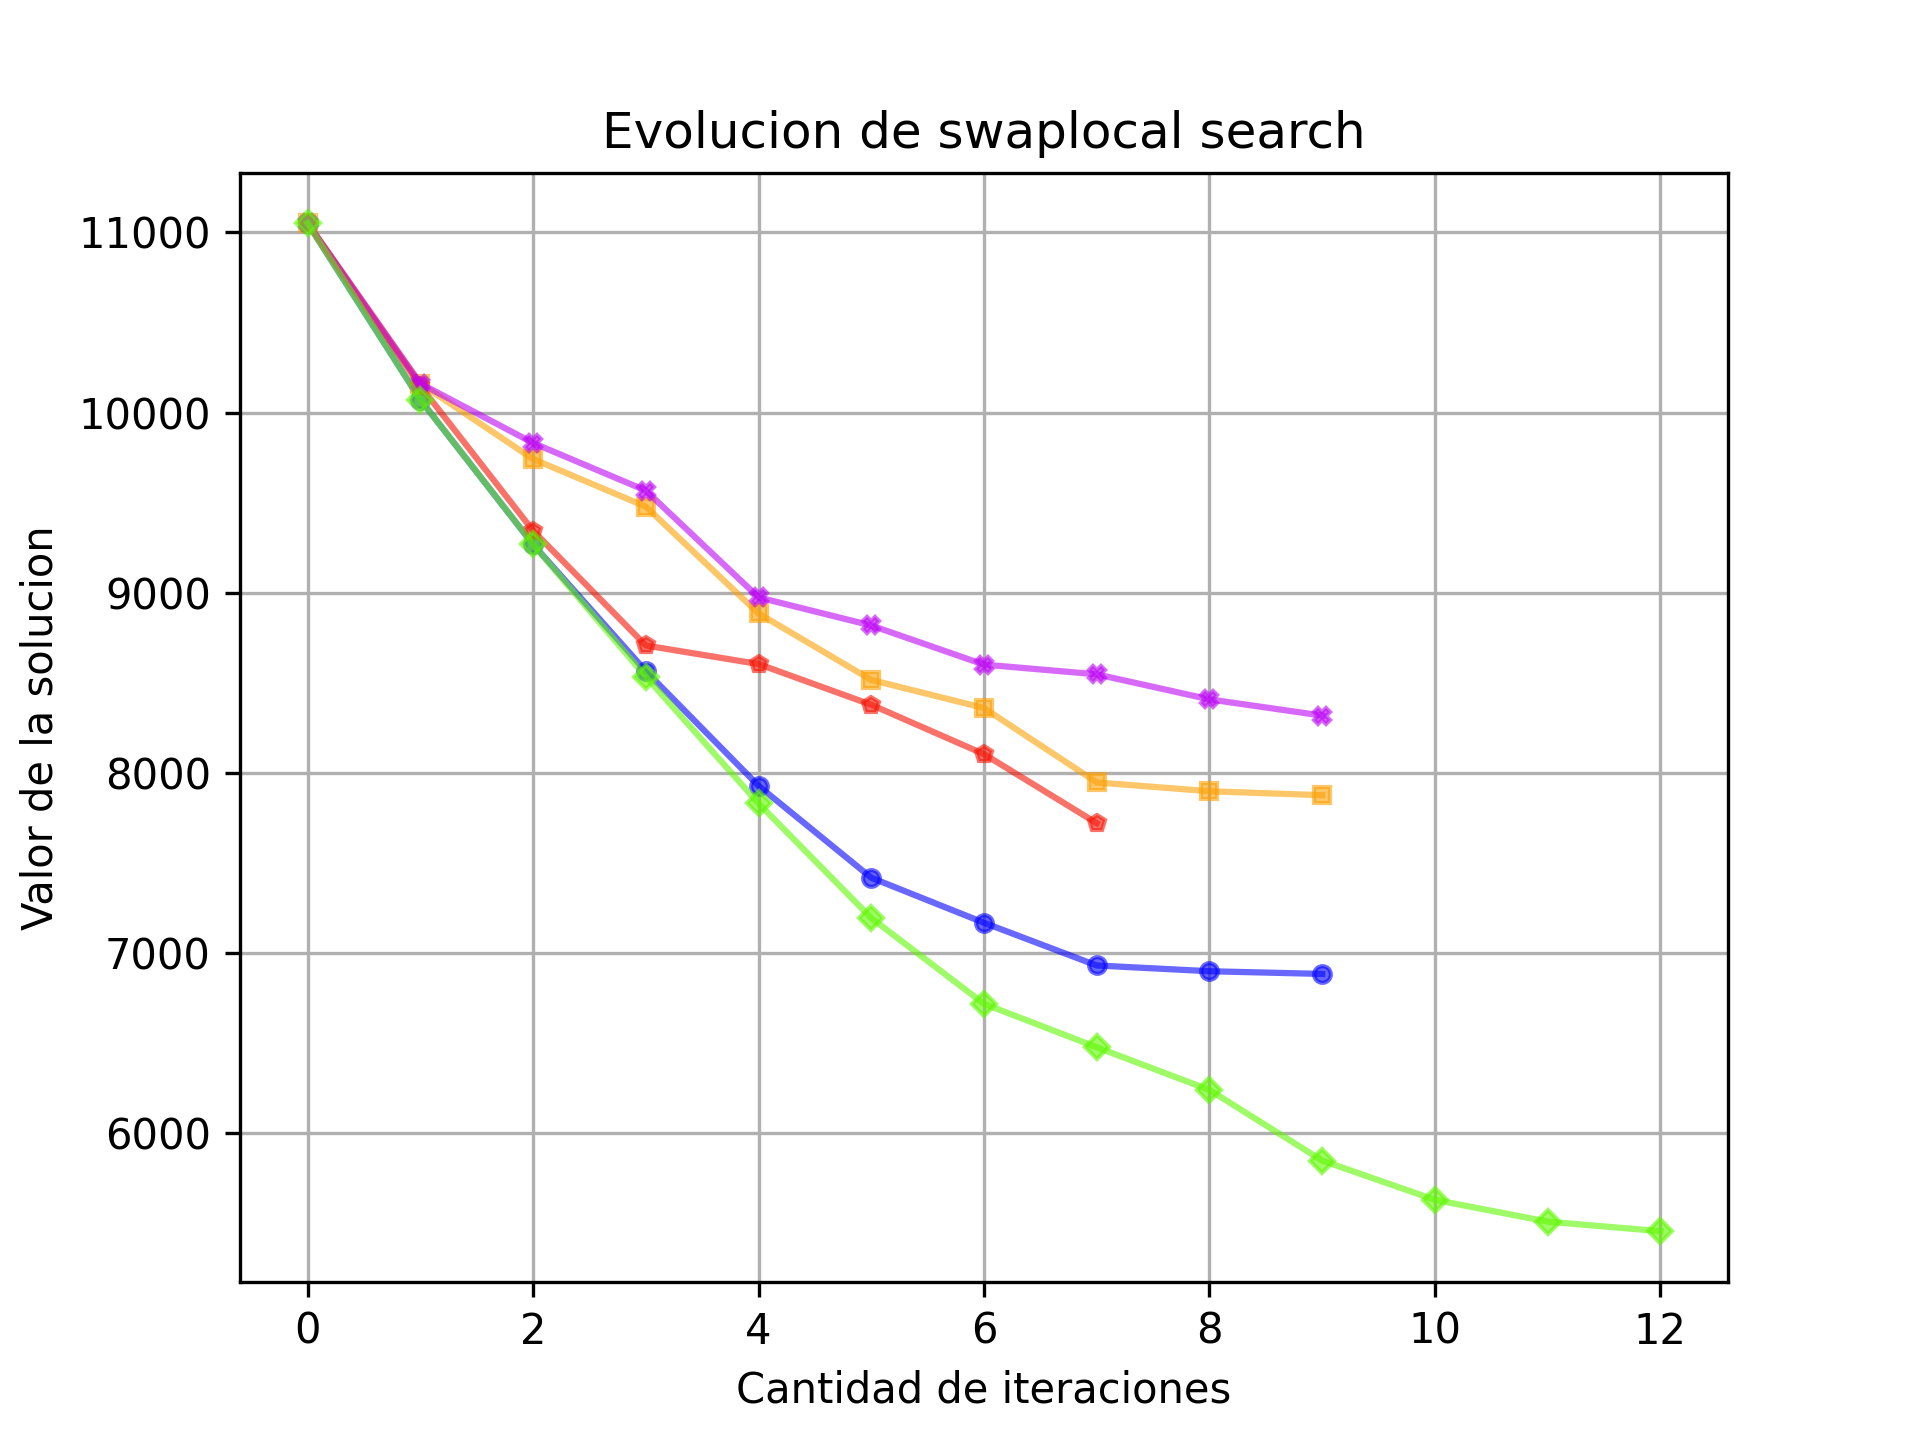 Evolucion de swaplocal search
11000
10000
9000
8000
7000
6000
Valor de la solucion
0 2 4 6 8 10 12
Cantidad de iteraciones